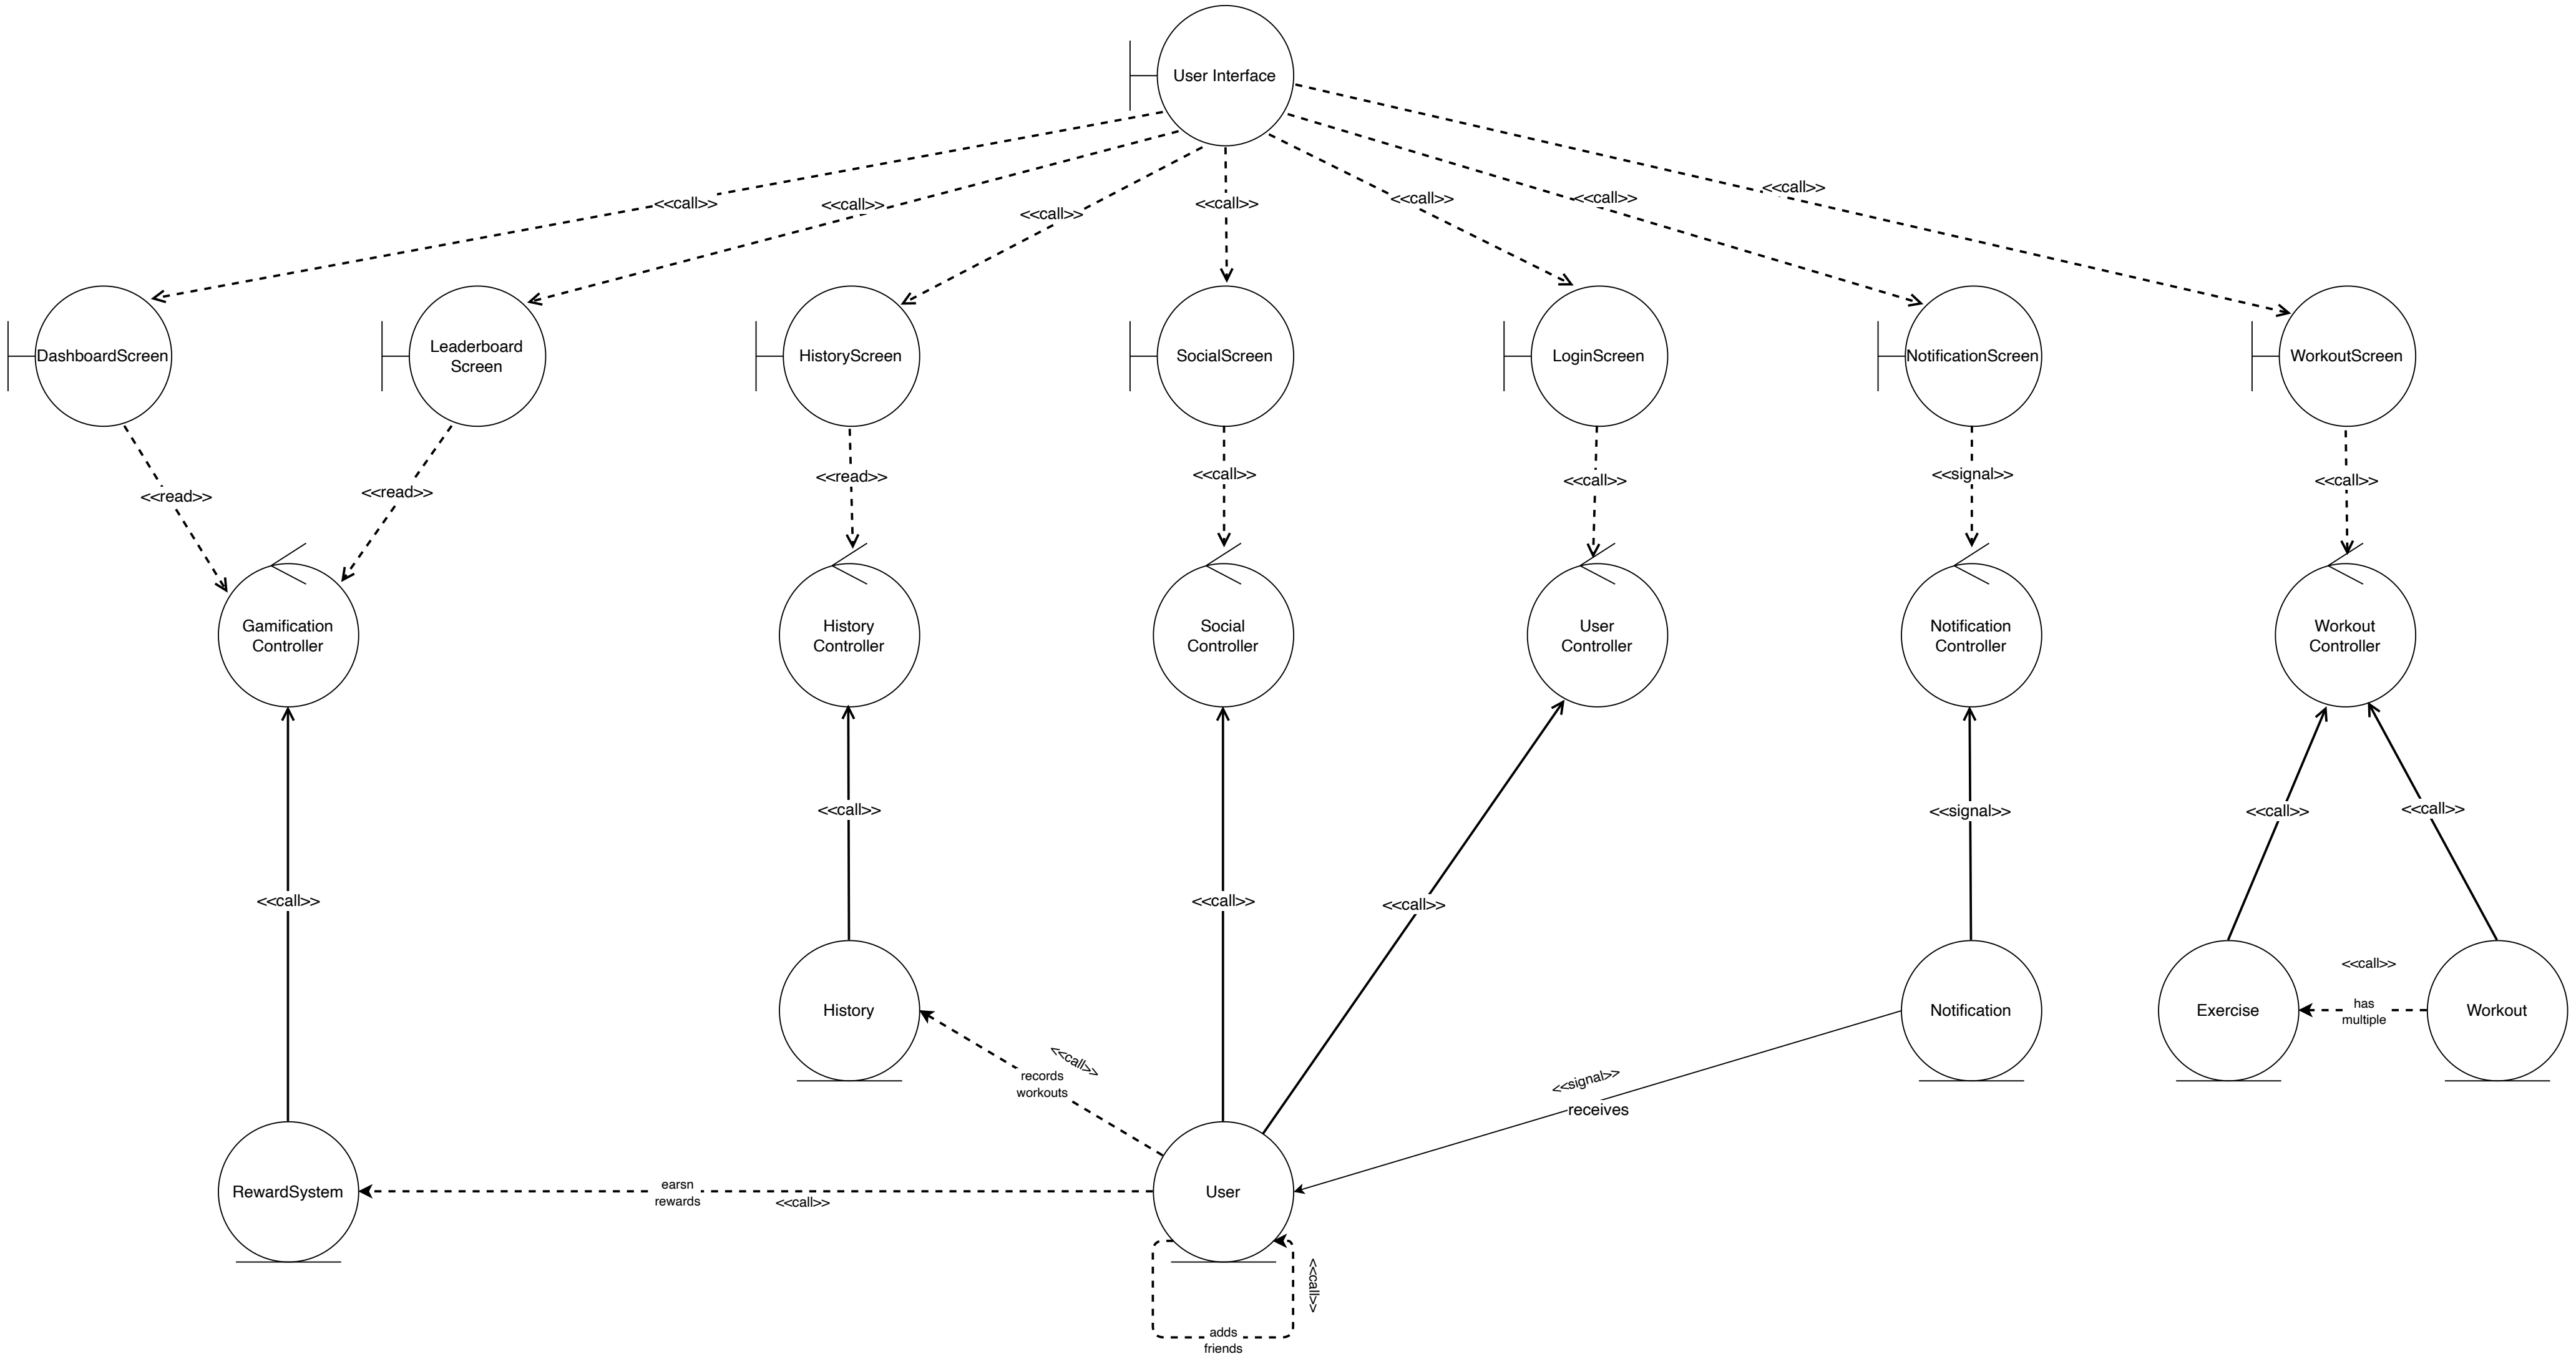 User Interface
<<call>>
<<call>>
<<call>>
<<call>>
<<call>>
<<call>>
<<call>>
DashboardScreen
Leaderboard
Screen
HistoryScreen
SocialScreen
LoginScreen
NotificationScreen
WorkoutScreen
<<read>>
<<read>>
<<read>>
<<call>>
<<call>>
<<signal>>
<<call>>
Gamification
Controller
History
Controller
Social
Controller
User
Controller
Notification
Controller
Workout
Controller
<<call>>
<<call>>
<<call>>
<<call>>
<<signal>>
<<call>>
<<call>>
History
Notification
Exercise
<<call>>
has
multiple
Workout
<<call>>
records
workouts
<<signal>>
receives
RewardSystem
earsn
rewards
<<call>>
User
<<call>>
adds
friends